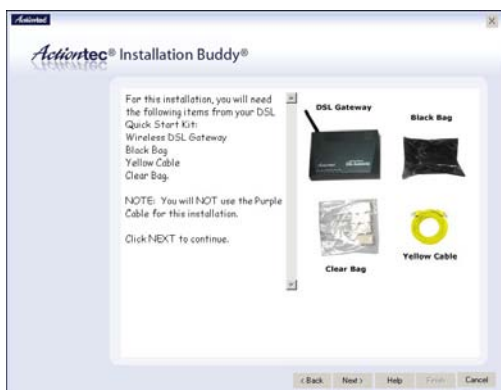 Actiontec
Actiontec® Installation Buddy®
For this installation, you will need
the following items from your DSL
Quick Start Kit:
Wireless DSL Gateway
Black Bag
Yellow Cable
Clear Bag.
NOTE: You will NOT use the Purple
Cable for this installation.
Click NEXT to continue.
DSL Gateway
Black Bag
Clear Bag
Yellow Cable
< Back
Next >
Help
Finish
Cancel